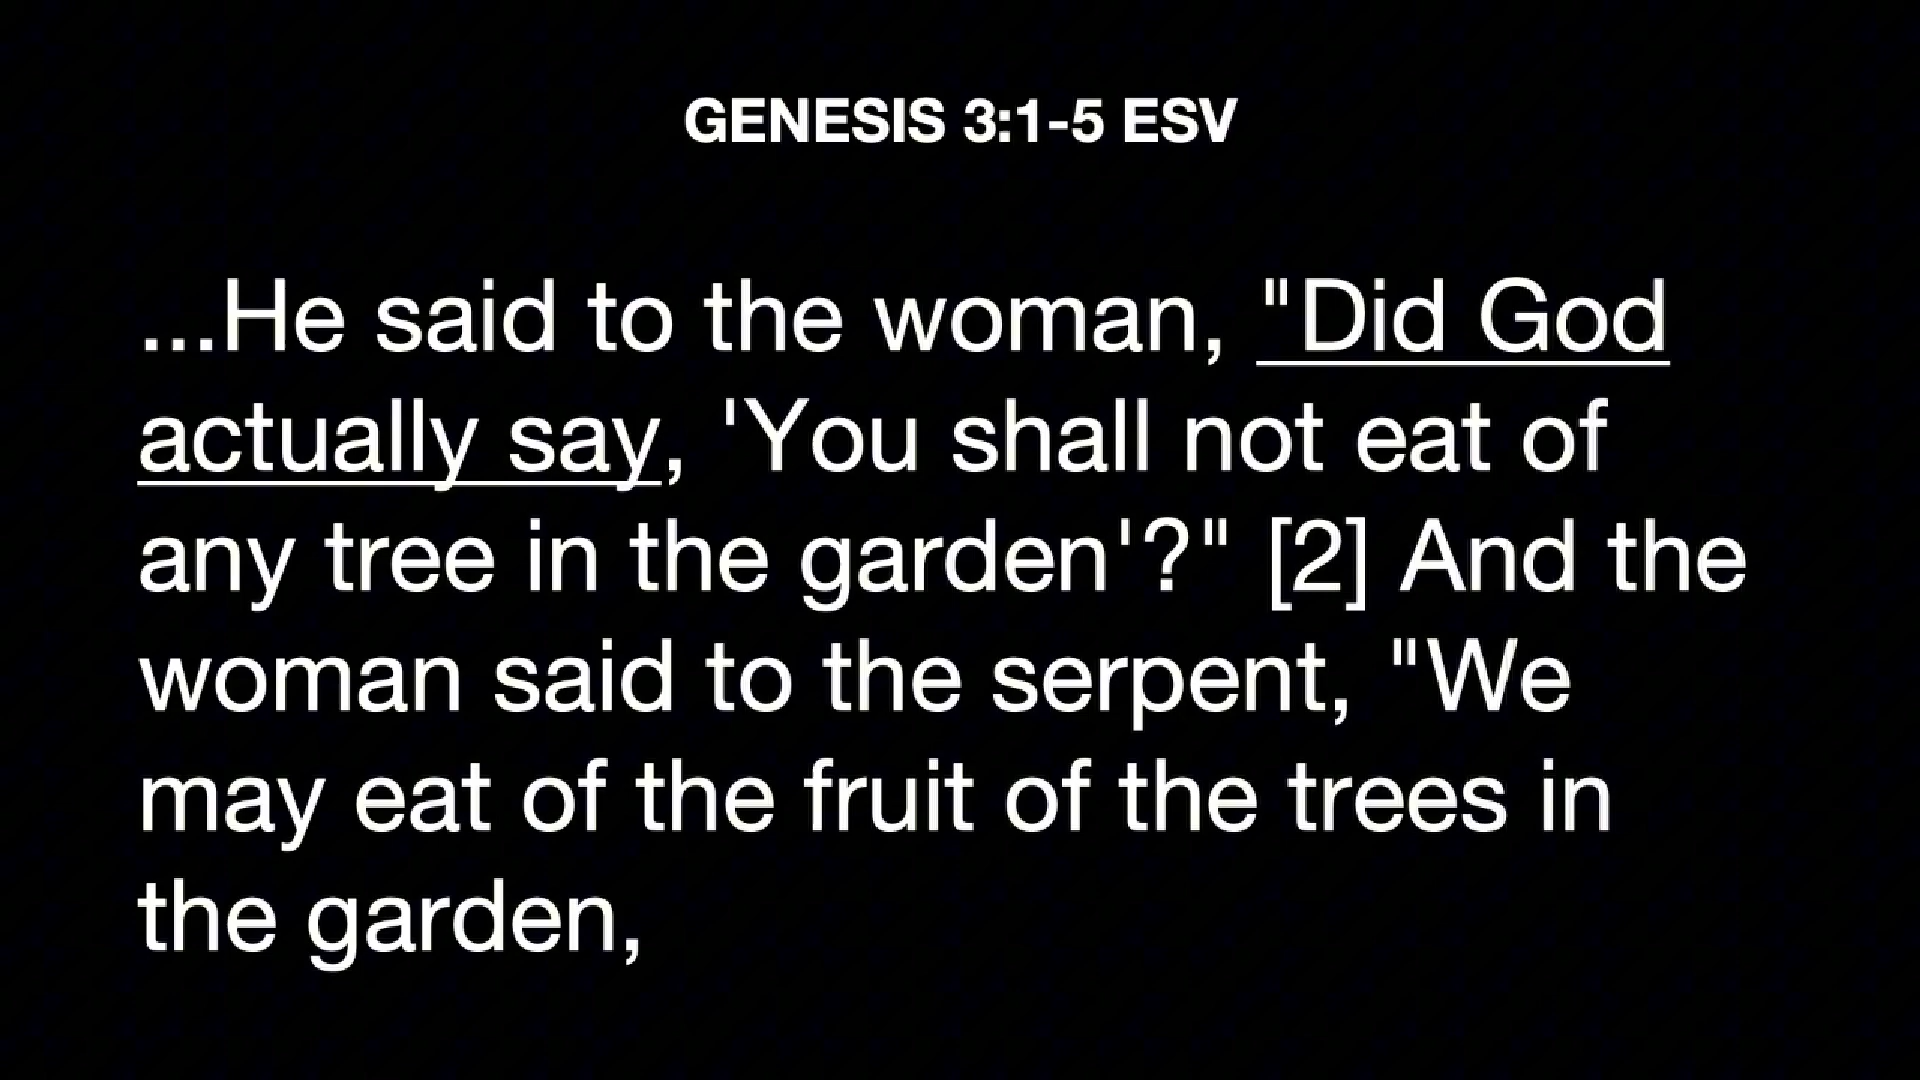 GENESIS 3:1-5 ESV
...He said to the woman, "Did God
actually say, 'You shall not eat of
any tree in the garden'?" [2] And the
woman said to the serpent, "We
may eat of the fruit of the trees in
the garden,